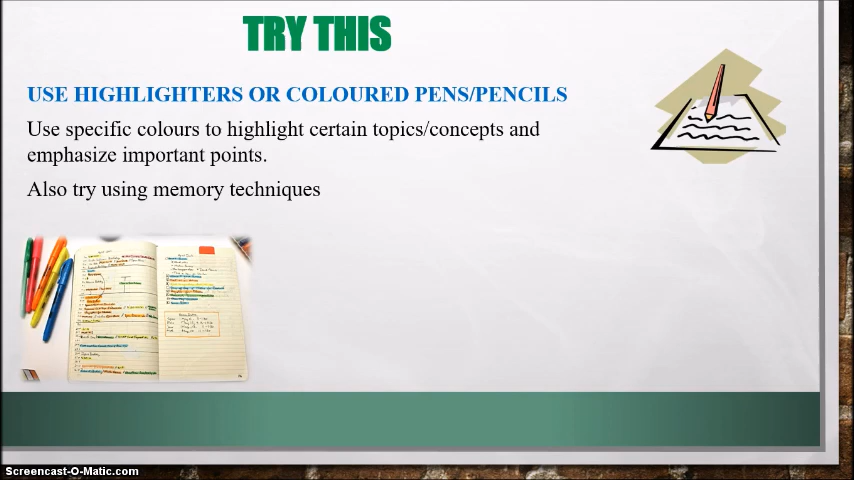 TRY THIS
USE HIGHLIGHTERS OR COLOURED PENS/PENCILS
Use specific colours to highlight certain topics/concepts and
emphasize important points.
Also try using memory techniques
Screencast-O-Matic.com